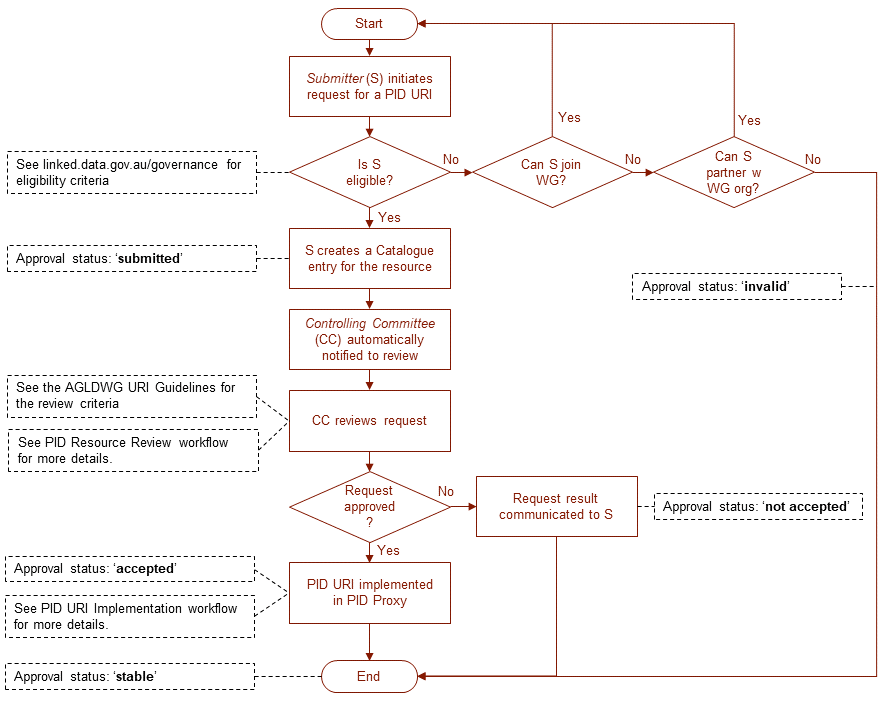 Start
Submitter (S) initiates
request for a PID URI
Yes
Yes
See linked.data.gov.au/governance for
eligibility criteria
Is S
eligible?
No
Can S join
WG?
No
Can S
partner w
WG org?
No
Yes
Approval status: ‘submitted’
S creates a Catalogue
entry for the resource
Approval status: ‘invalid’
Controlling Committee
(CC) automatically
notified to review
See the AGLDWG URI Guidelines for
the review criteria
CC reviews request
See PID Resource Review workflow
for more details.
Request
approved
?
No
Request result
communicated to S
Approval status: ‘not accepted’
Yes
Approval status: ‘accepted’
PID URI implemented
in PID Proxy
See PID URI Implementation workflow
for more details.
Approval status: ‘stable’
End